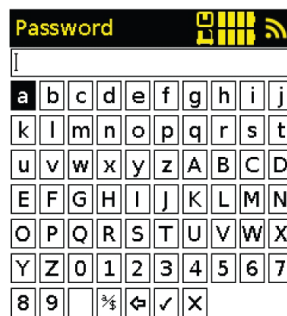 Password
a b c d e f g h i j
k l m n o p q r s t
u v w x y z A B C D
E F G H I J K L M N
O P Q R S T U V W X
Y Z 0 1 2 3 4 5 6 7
8 9 ⅍ ⇦ ✓ X